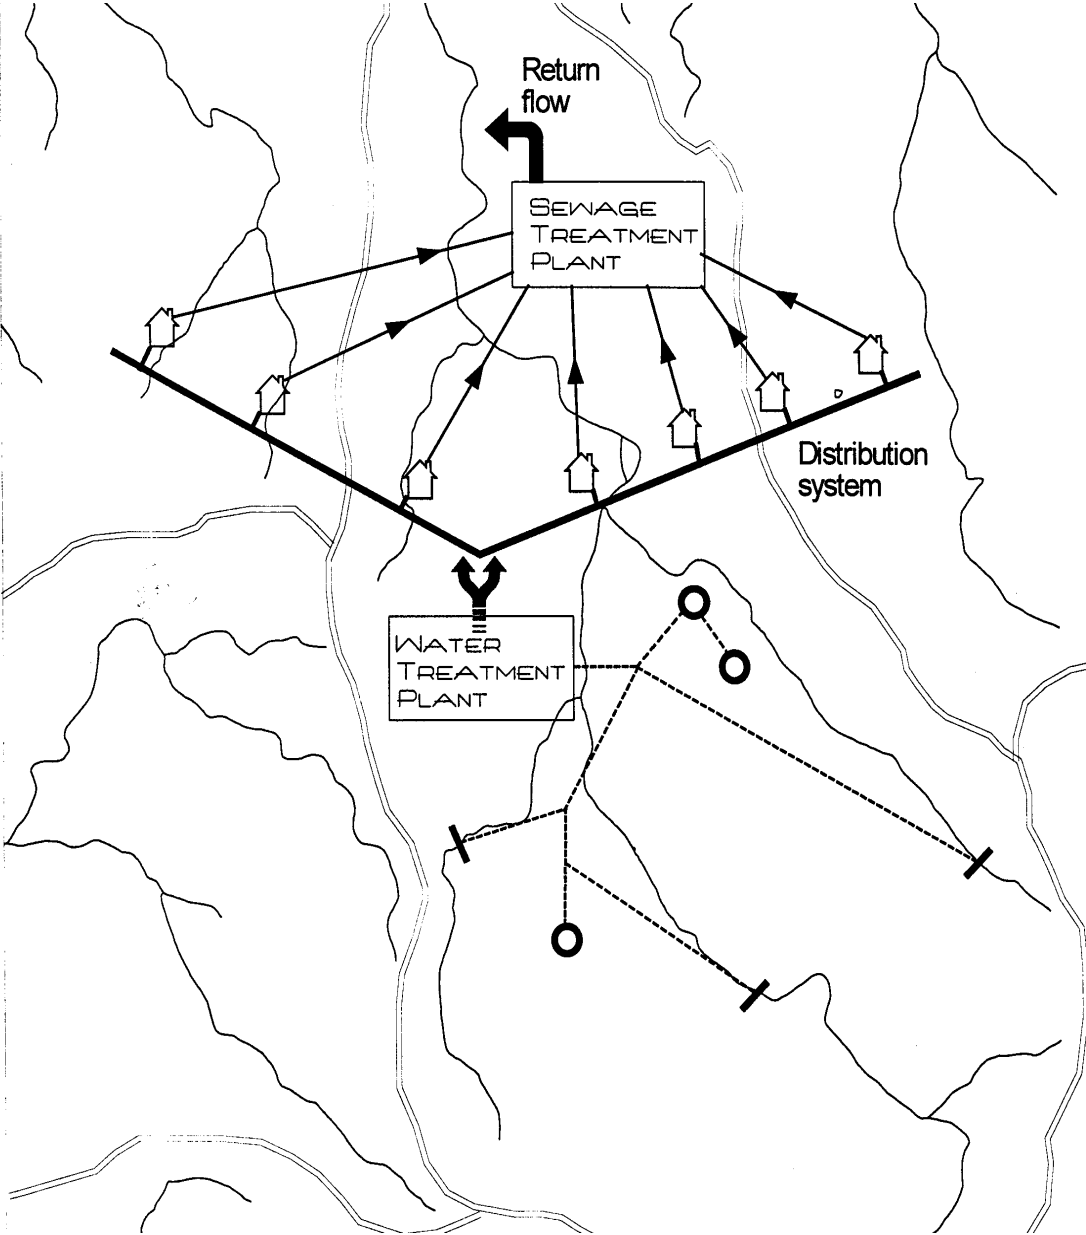 Return
flow
SEWAGE
TREATMENT
PLANT
Distribution
system
WATER
TREATMENT
PLANT